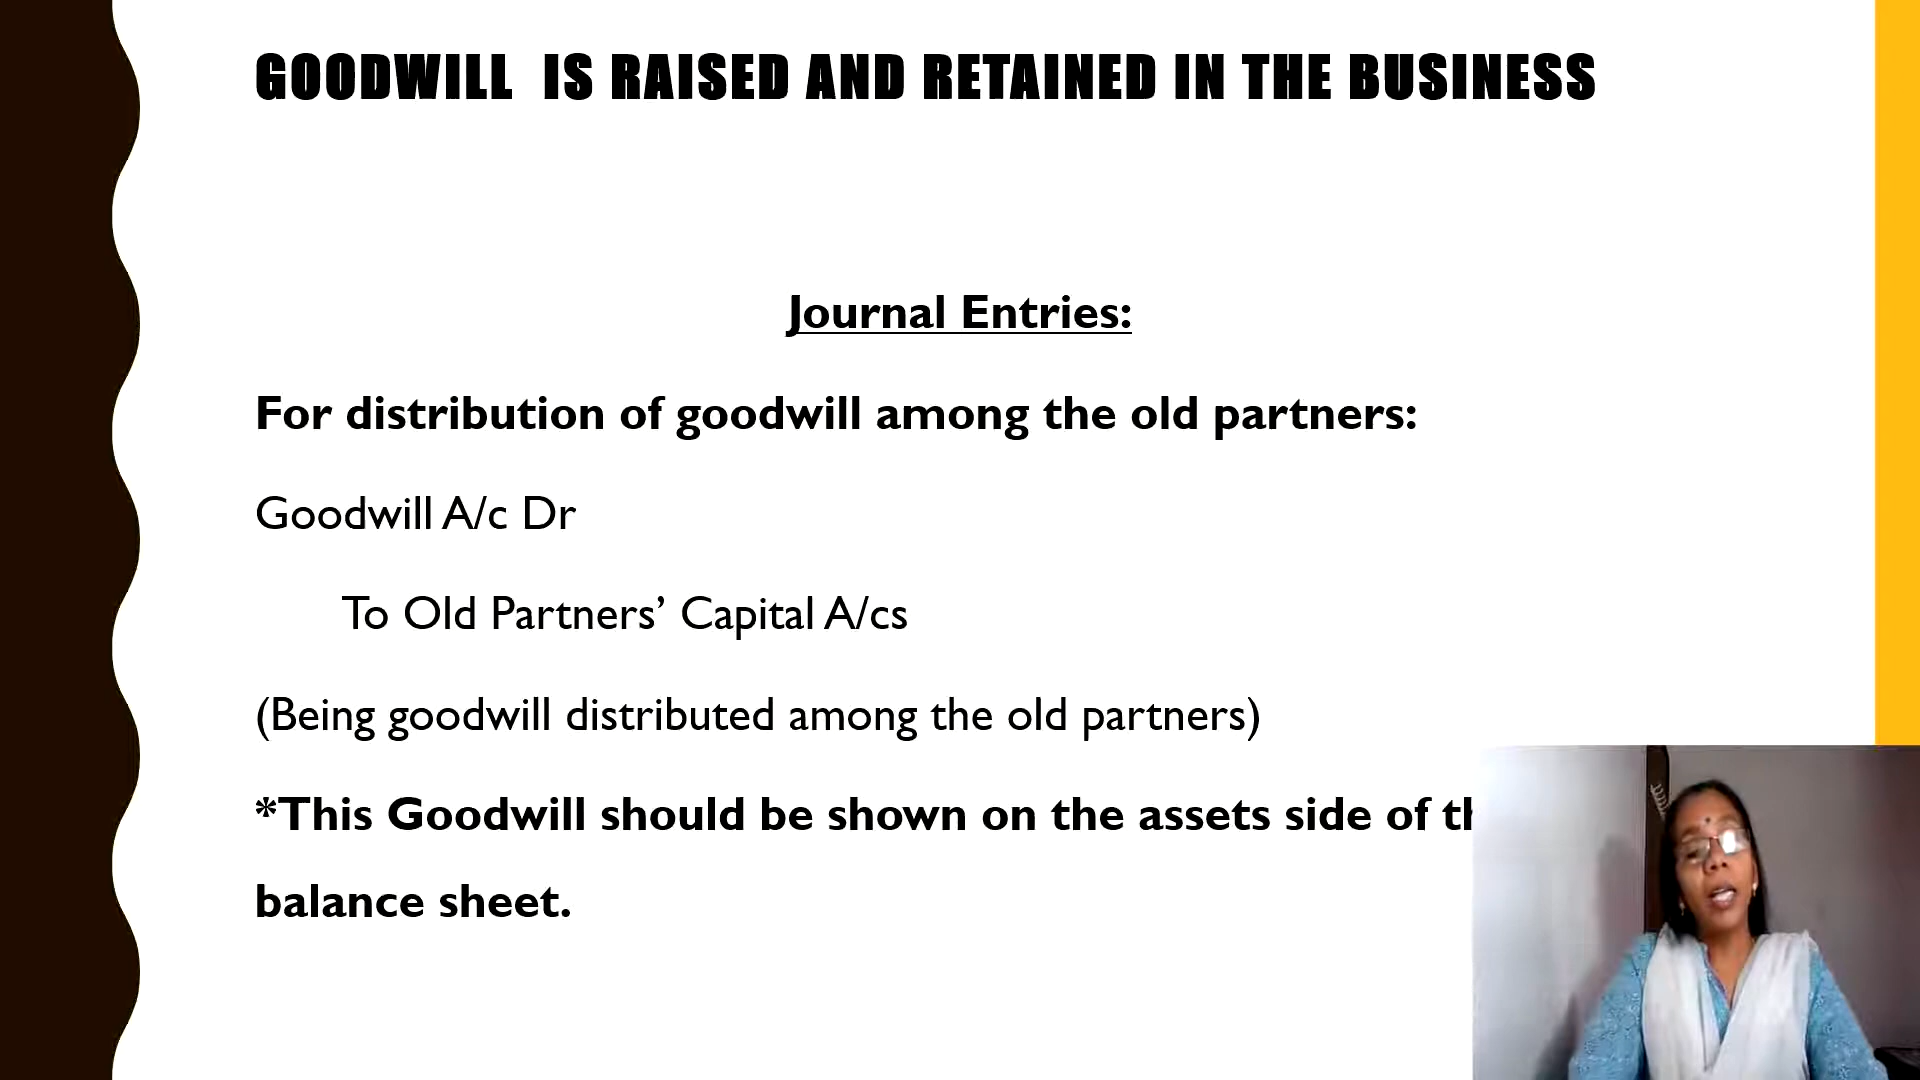 GOODWILL IS RAISED AND RETAINED IN THE BUSINESS
Journal Entries:
For distribution of goodwill among the old partners:
Goodwill A/c Dr
To Old Partners’ Capital A/cs
(Being goodwill distributed among the old partners)
*This Goodwill should be shown on the assets side of
balance sheet.